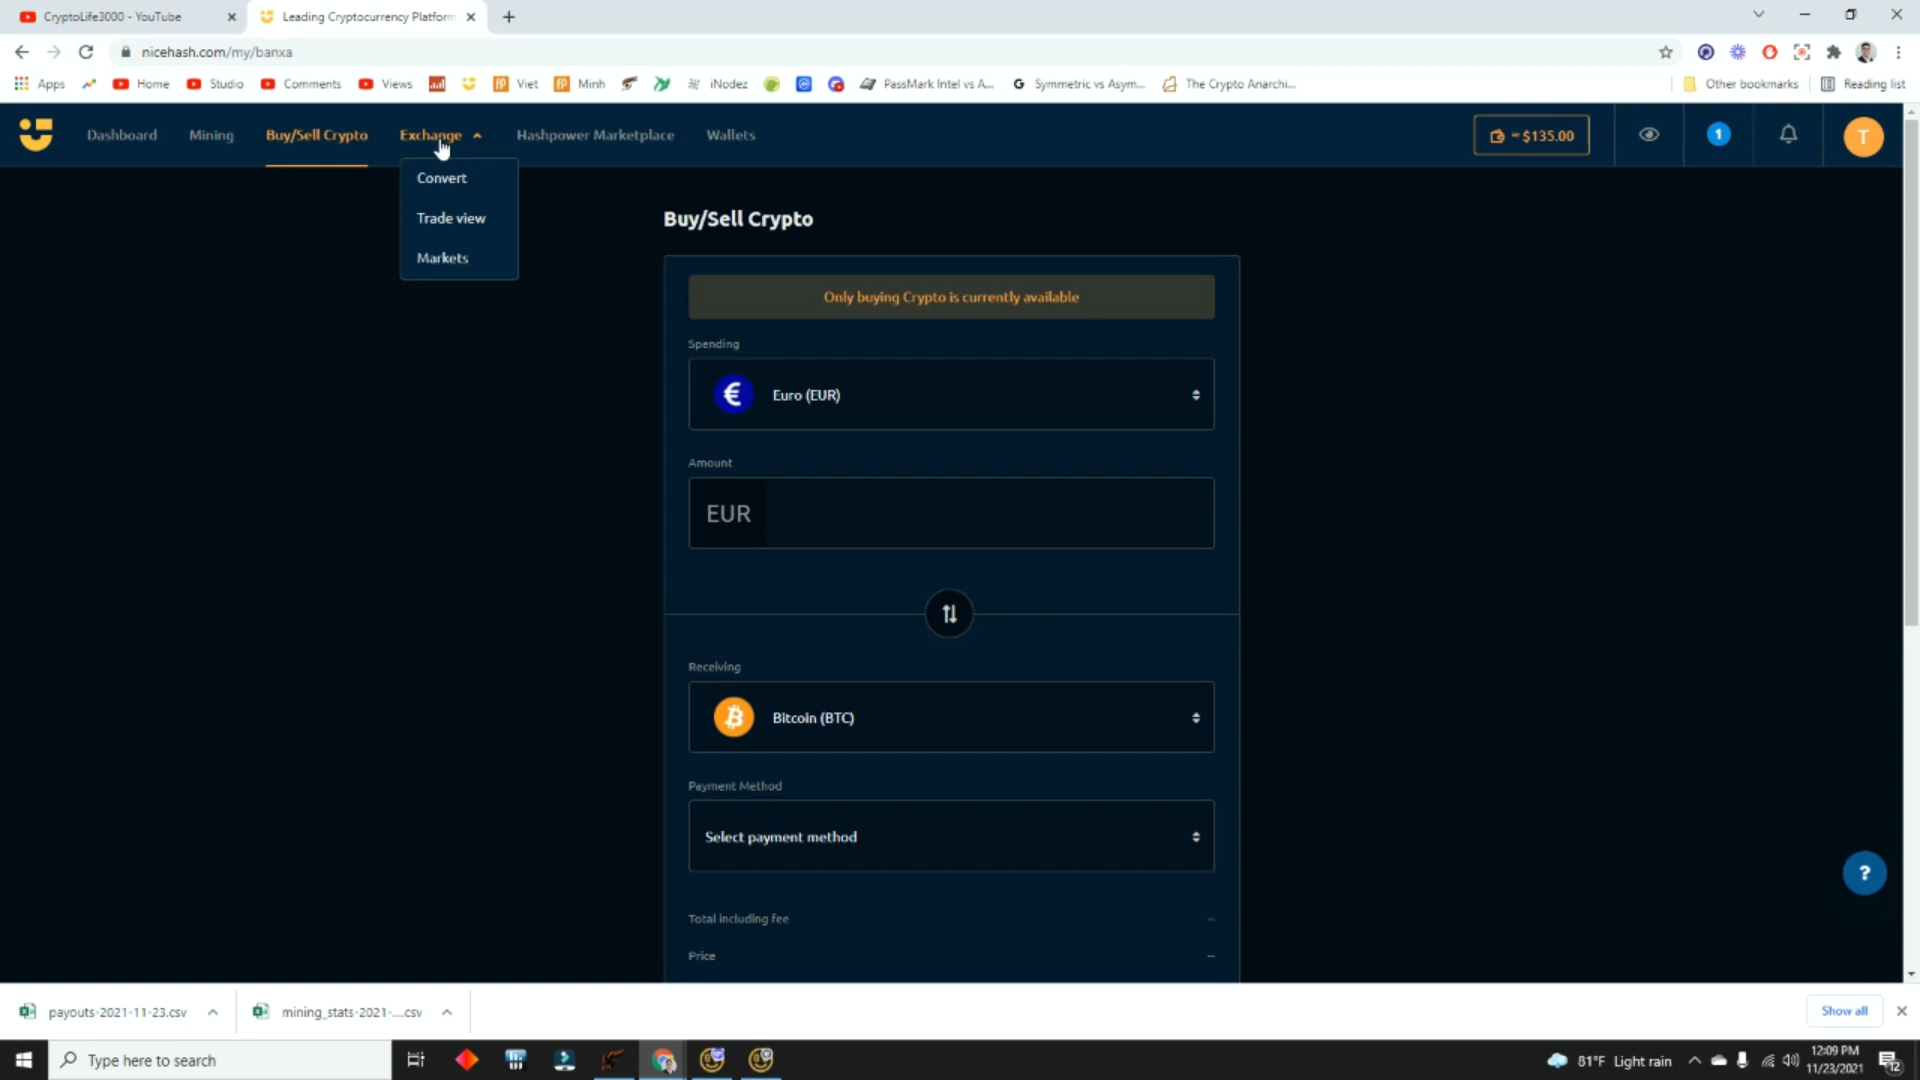 CryptoLife3000 - YouTube
Leading Cryptocurrency Platform
nicehash.com/my/banxa
Apps
Home
Studio
Comments
Views
Viet
Minh
iNodez
PassMark Intel vs A...
Symmetric vs Asym...
The Crypto Anarchi...
Other bookmarks
Reading list
Dashboard
Mining
Buy/Sell Crypto
Exchange
Hashpower Marketplace
Wallets
≈ $135.00
1
T
Convert
Trade view
Markets
Buy/Sell Crypto
Only buying Crypto is currently available
Spending
€
Euro (EUR)
Amount
EUR
Receiving
Bitcoin (BTC)
Payment Method
Select payment method
?
Total including fee
--
Price
--
payouts-2021-11-23.csv
mining_stats-2021-....csv
Show all
Type here to search
81°F Light rain
12:09 PM
11/23/2021
12